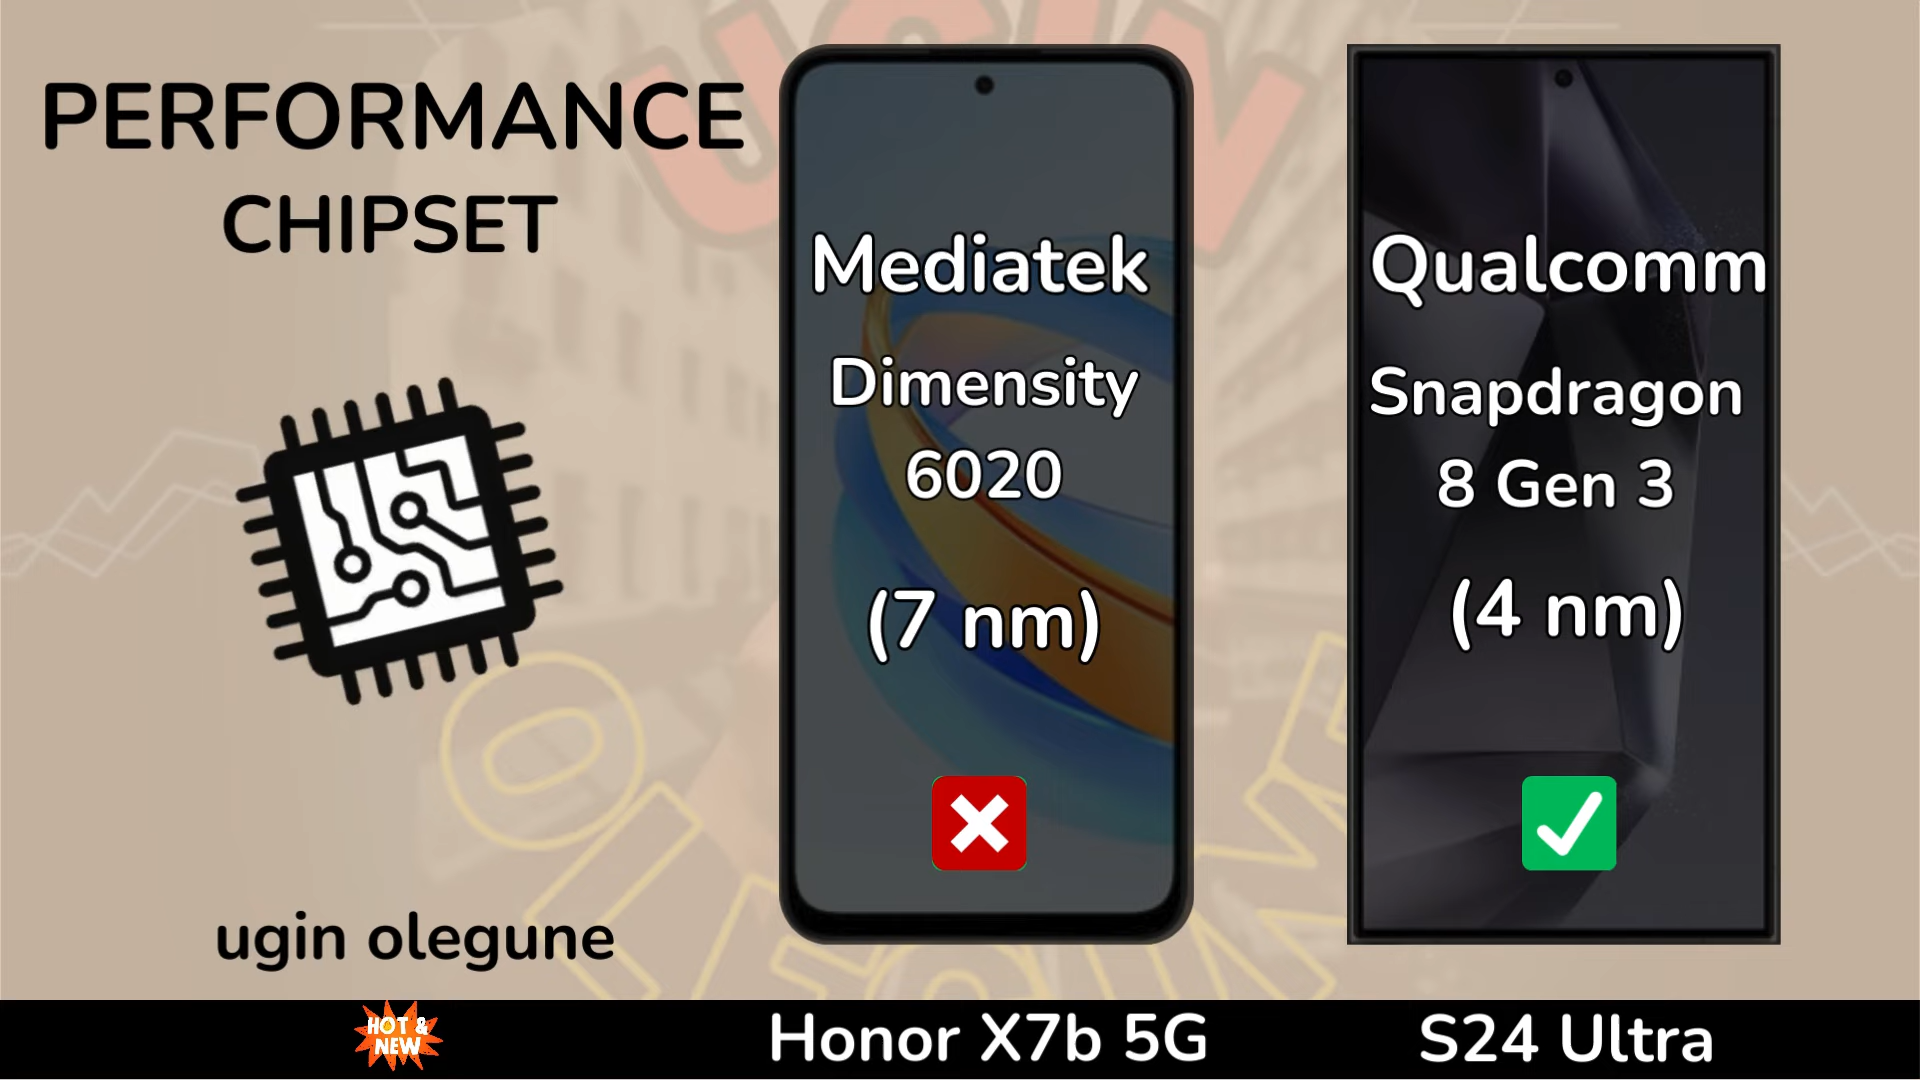 PERFORMANCE
CHIPSET
ugin olegune
Mediatek
Dimensity
6020
(7 nm)
Qualcomm
Snapdragon
8 Gen 3
(4 nm)
HOT &
NEW
Honor X7b 5G
S24 Ultra
UGIN